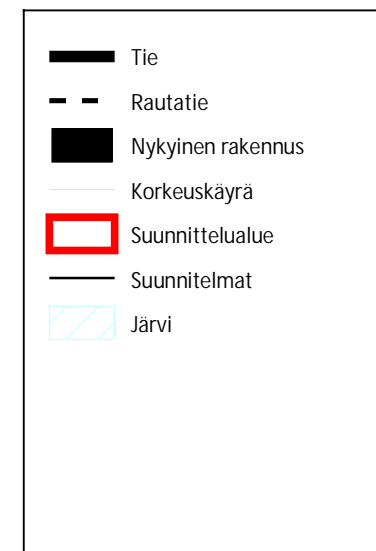 Tie
Rautatie
Nykyinen rakennus
Korkeuskäyrä
Suunnittelualue
Suunnitelmat
Järvi